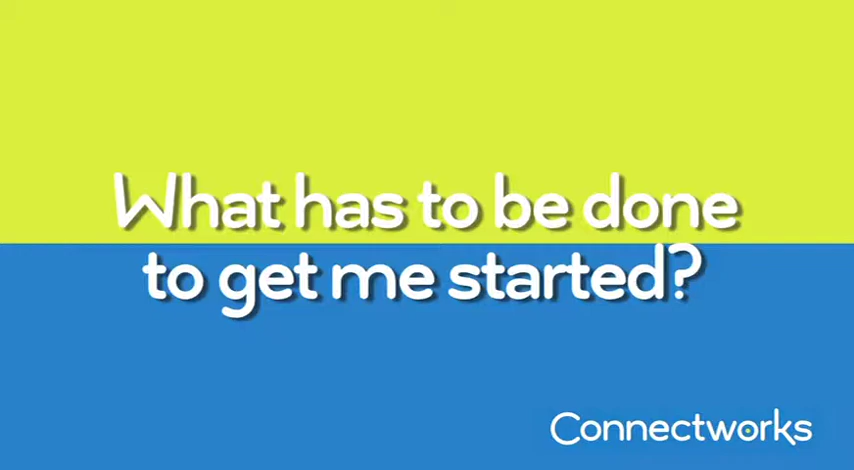 What has to be done
to get me started?
Connectworks